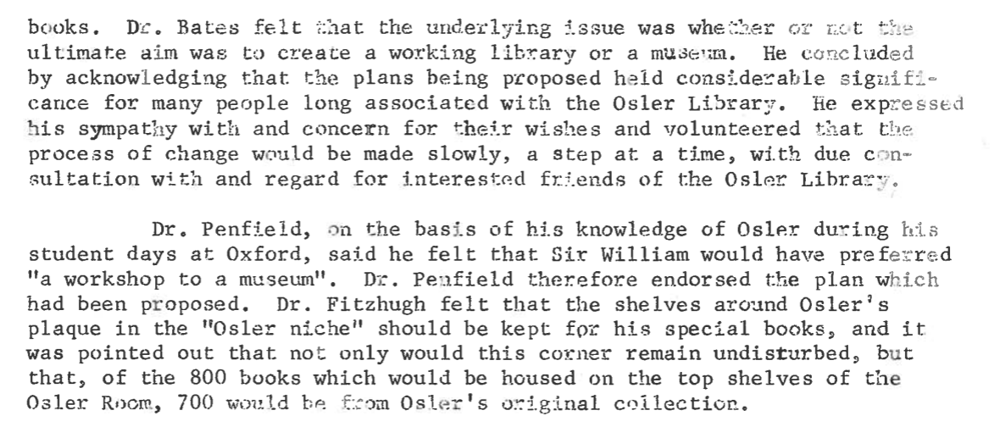 books.  Dr. Bates felt that the underlying issue was whether or not the
ultimate aim was to create a working library or a museum.  He concluded
by acknowledging that the plans being proposed held considerable signifi-
cance for many people long associated with the Osler Library.  He expressed
his sympathy with and concern for their wishes and volunteered that the
process of change would be made slowly, a step at a time, with due con-
sultation with and regard for interested friends of the Osler Library.
Dr. Penfield, on the basis of his knowledge of Osler during his
student days at Oxford, said he felt that Sir William would have preferred
"a workshop to a museum".  Dr. Penfield therefore endorsed the plan which
had been proposed.  Dr. Fitzhugh felt that the shelves around Osler's
plaque in the "Osler niche" should be kept for his special books, and it
was pointed out that not only would this corner remain undisturbed, but
that, of the 800 books which would be housed on the top shelves of the
Osler Room, 700 would be from Osler's original collection.